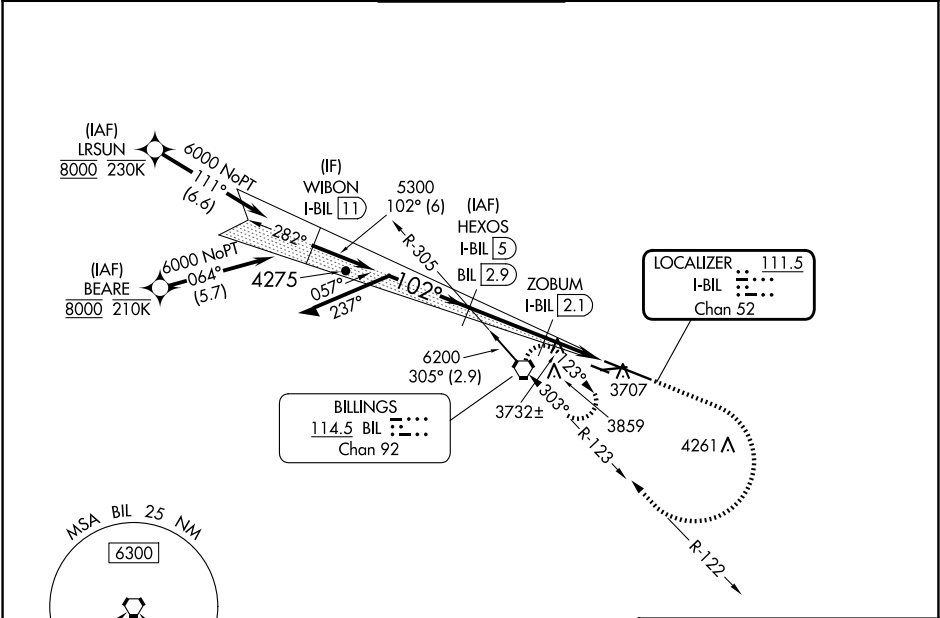 (IAF)
LRSUN
8000 230K
6000 NoPT
111°
(6.6)
(IF)
WIBON
I-BIL 11
5300
102° (6)
(IAF)
HEXOS
I-BIL 5
BIL 2.9
R-305
282°
ZOBUM
I-BIL 2.1
LOCALIZER 111.5
I-BIL
Chan 52
(IAF)
BEARE
8000 210K
6000 NoPT
064°
(5.7)
4275
057°
237°
102°
6200
305° (2.9)
123°
303°
3707
3732±
3859
4261
BILLINGS
114.5 BIL
Chan 92
R-123
R-122
MSA BIL 25 NM
6300